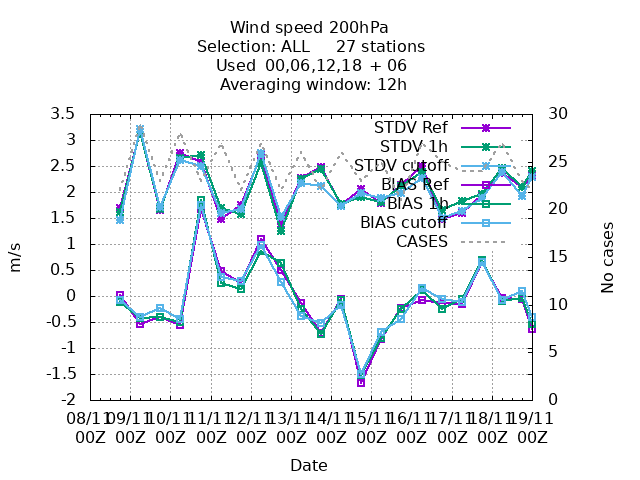 Wind speed 200hPa
Selection: ALL 27 stations
Used 00,06,12,18 + 06
Averaging window: 12h
3.5
3
2.5
2
1.5
1
0.5
0
-0.5
-1
-1.5
-2
m/s
30
25
20
15
10
5
0
No cases
STDV Ref
STDV 1h
STDV cutoff
BIAS Ref
BIAS 1h
BIAS cutoff
CASES
08/11 09/11 10/11 11/11 12/11 13/11 14/11 15/11 16/11 17/11 18/11 19/11
00Z 00Z 00Z 00Z 00Z 00Z 00Z 00Z 00Z 00Z 00Z 00Z
Date